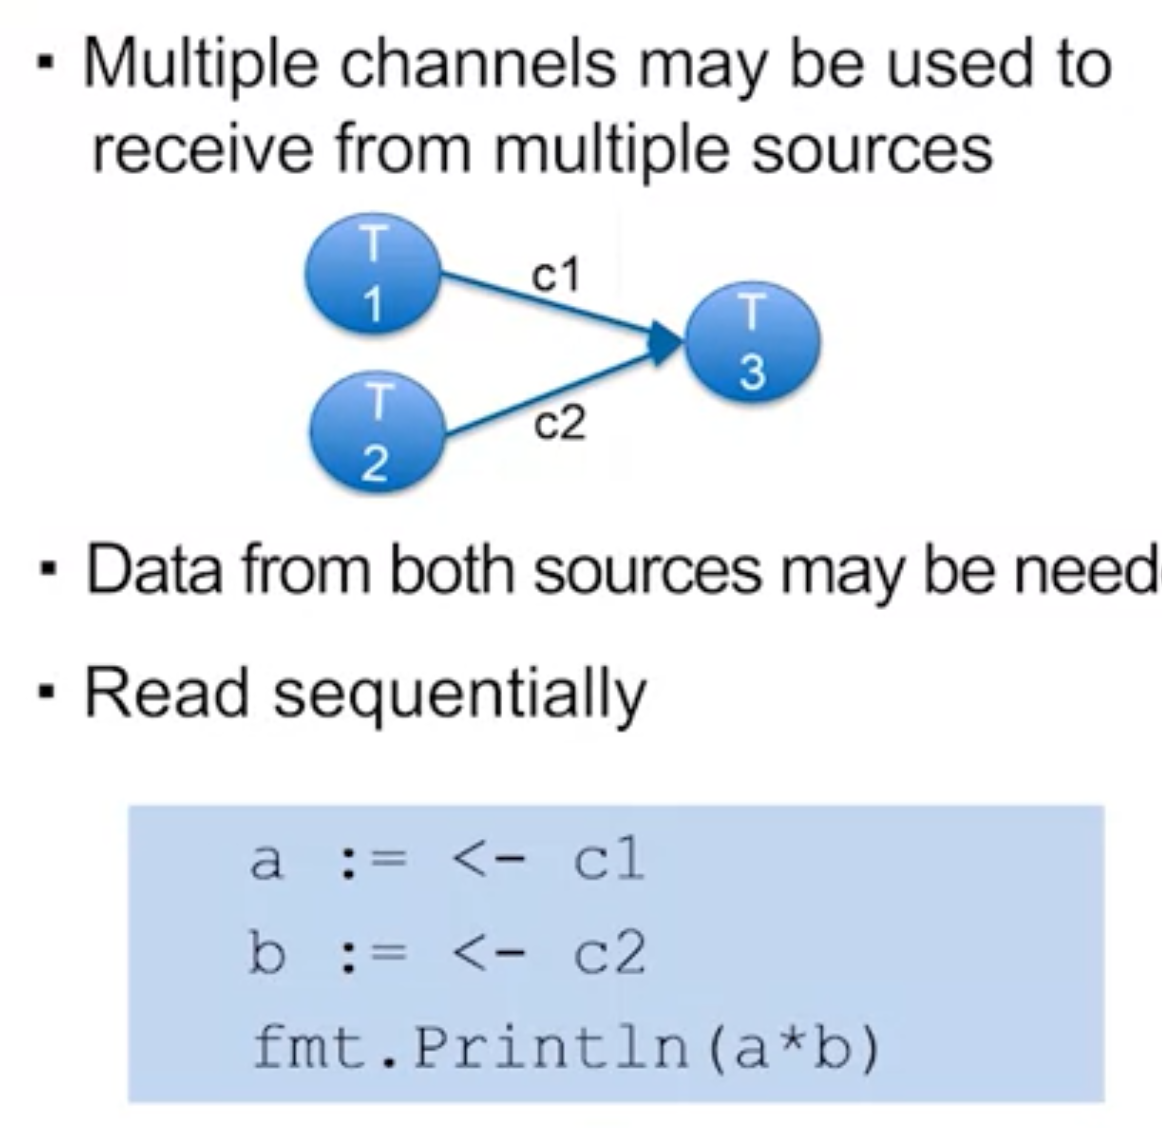 ▪ Multiple channels may be used to
receive from multiple sources
T
1
c1
T
3
T
2
c2
▪ Data from both sources may be need
▪ Read sequentially
a := <- c1
b := <- c2
fmt.Println(a*b)